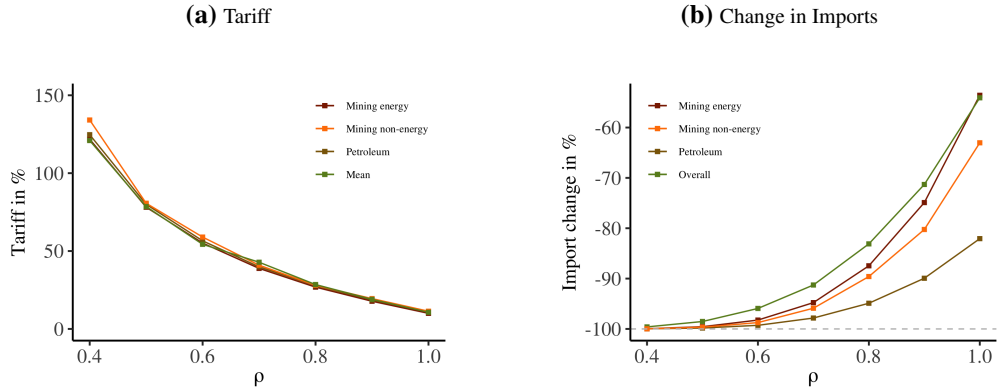 (a) Tariff
Tariff in %
150
100
50
0
0.4 0.6 0.8 1.0
ρ
Mining energy
Mining non-energy
Petroleum
Mean
(b) Change in Imports
Import change in %
-60
-70
-80
-90
-100
0.4 0.6 0.8 1.0
ρ
Mining energy
Mining non-energy
Petroleum
Overall